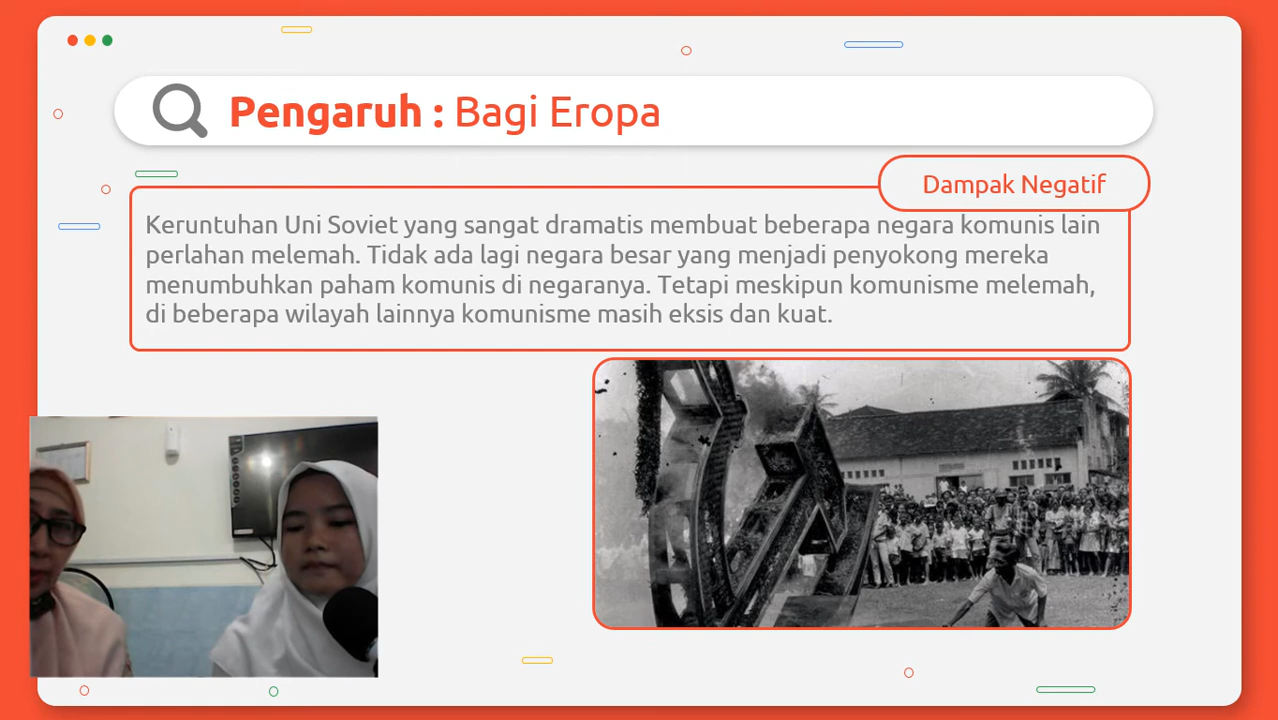 Pengaruh : Bagi Eropa
Dampak Negatif
Keruntuhan Uni Soviet yang sangat dramatis membuat beberapa negara komunis lain
perlahan melemah. Tidak ada lagi negara besar yang menjadi penyokong mereka
menumbuhkan paham komunis di negaranya. Tetapi meskipun komunisme melemah,
di beberapa wilayah lainnya komunisme masih eksis dan kuat.